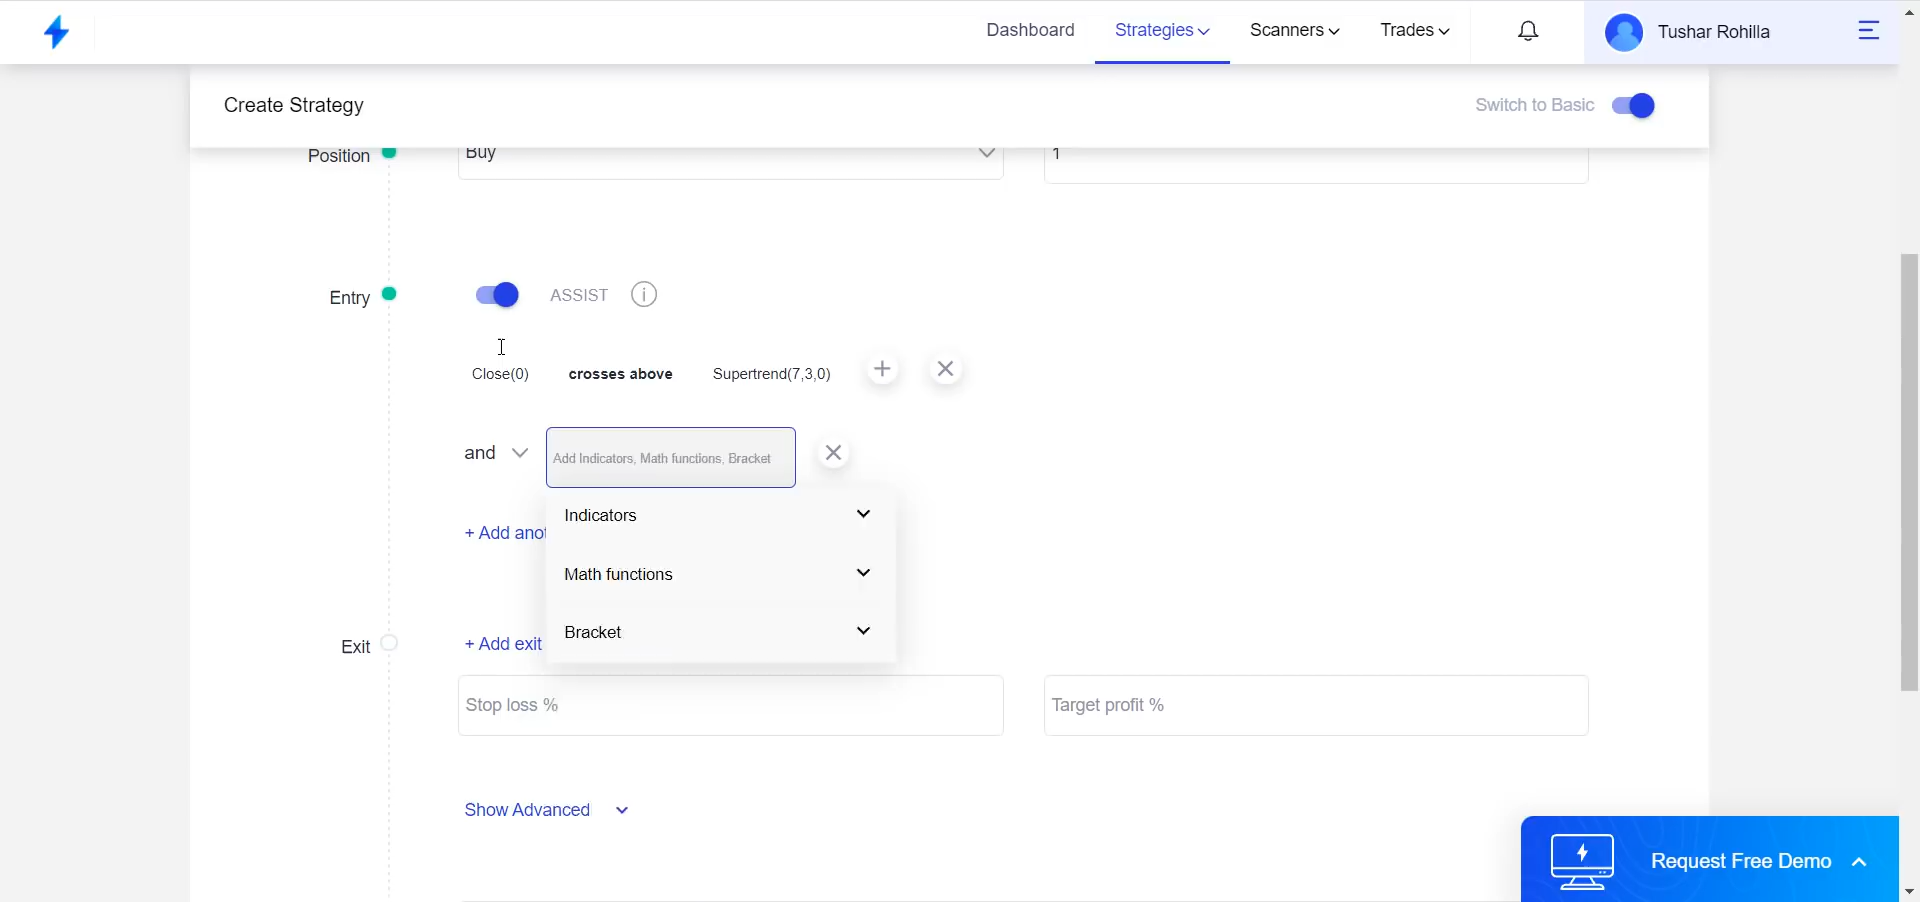 Dashboard Strategies Scanners Trades Tushar Rohilla
Create Strategy Switch to Basic
Position Buy 1
Entry ASSIST i
Close(0) crosses above Supertrend(7,3,0)
and Add Indicators, Math functions, Bracket
Indicators
+ Add anot
Math functions
Bracket
Exit + Add exit
Stop loss % Target profit %
Show Advanced
Request Free Demo